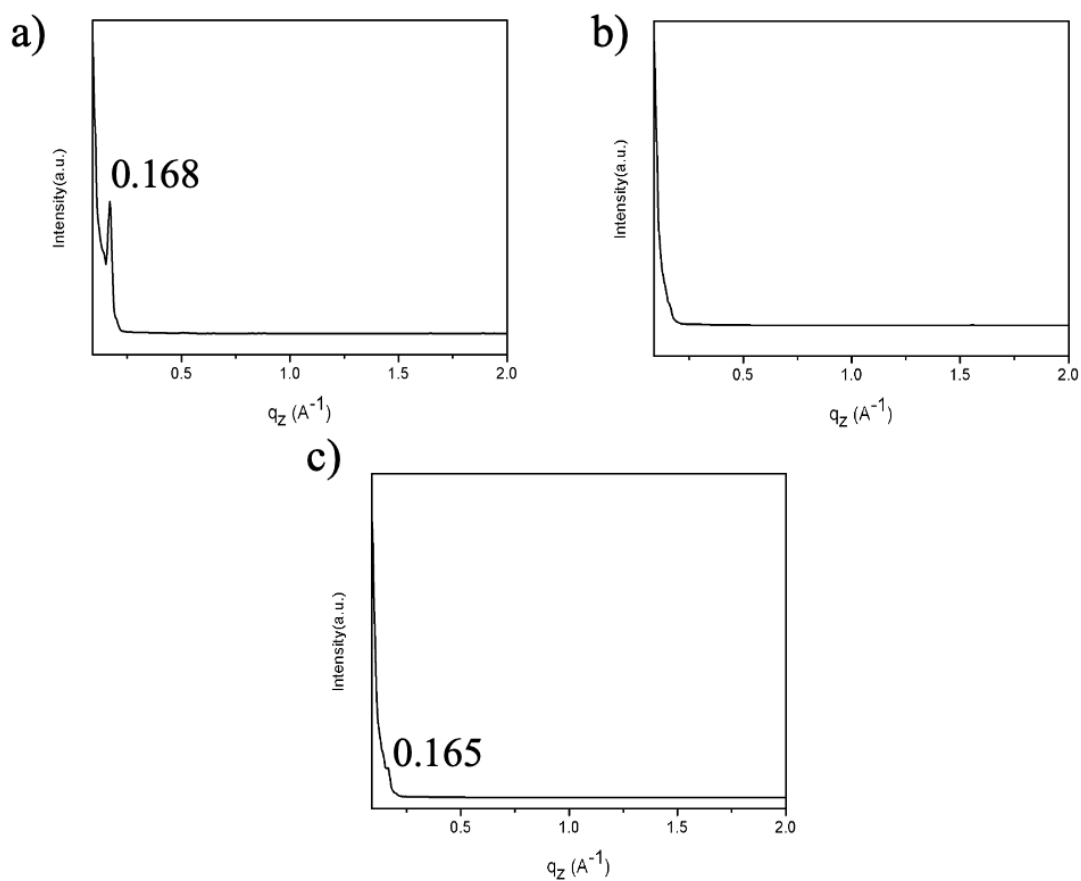 a)
Intensity(a.u.)
0.168
0.5 1.0 1.5 2.0
q_z (A^-1)
b)
Intensity(a.u.)
0.5 1.0 1.5 2.0
q_z (A^-1)
c)
Intensity(a.u.)
0.165
0.5 1.0 1.5 2.0
q_z (A^-1)